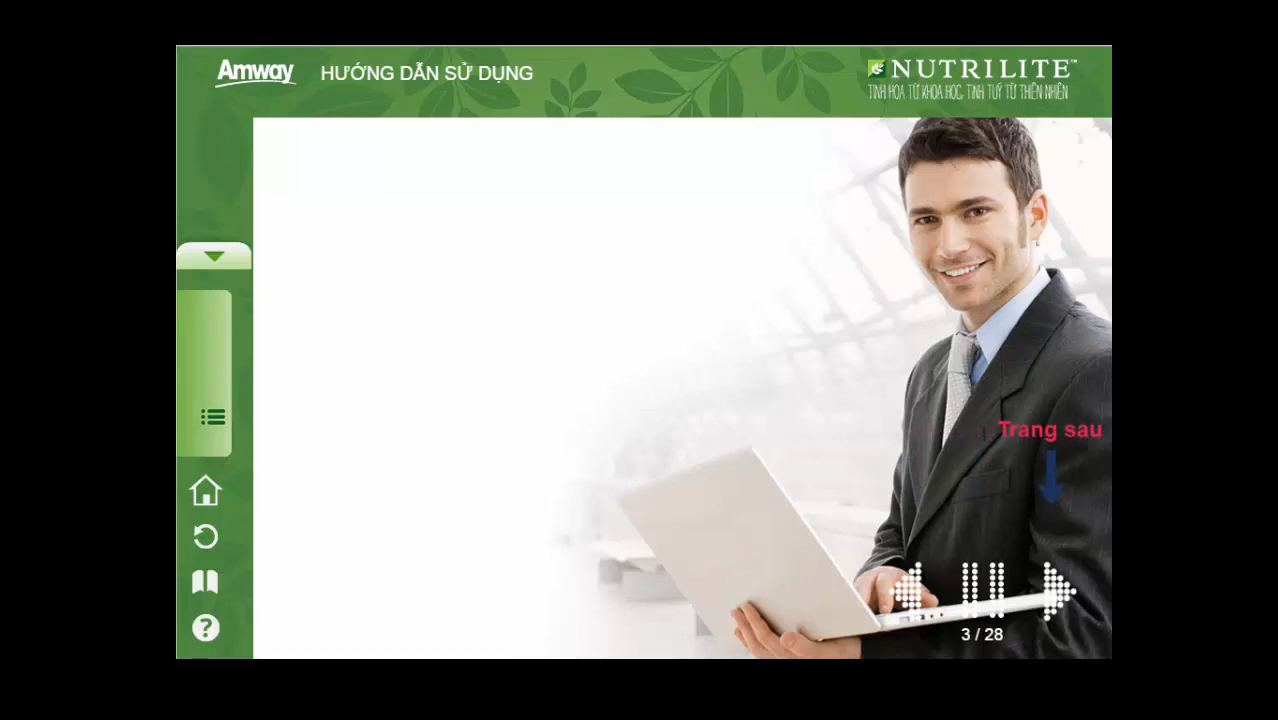 Amway
HƯỚNG DẪN SỬ DỤNG
NUTRILITE™
TINH HOA TỪ KHOA HỌC, TINH TUÝ TỪ THIÊN NHIÊN
Trang sau
?
3 / 28